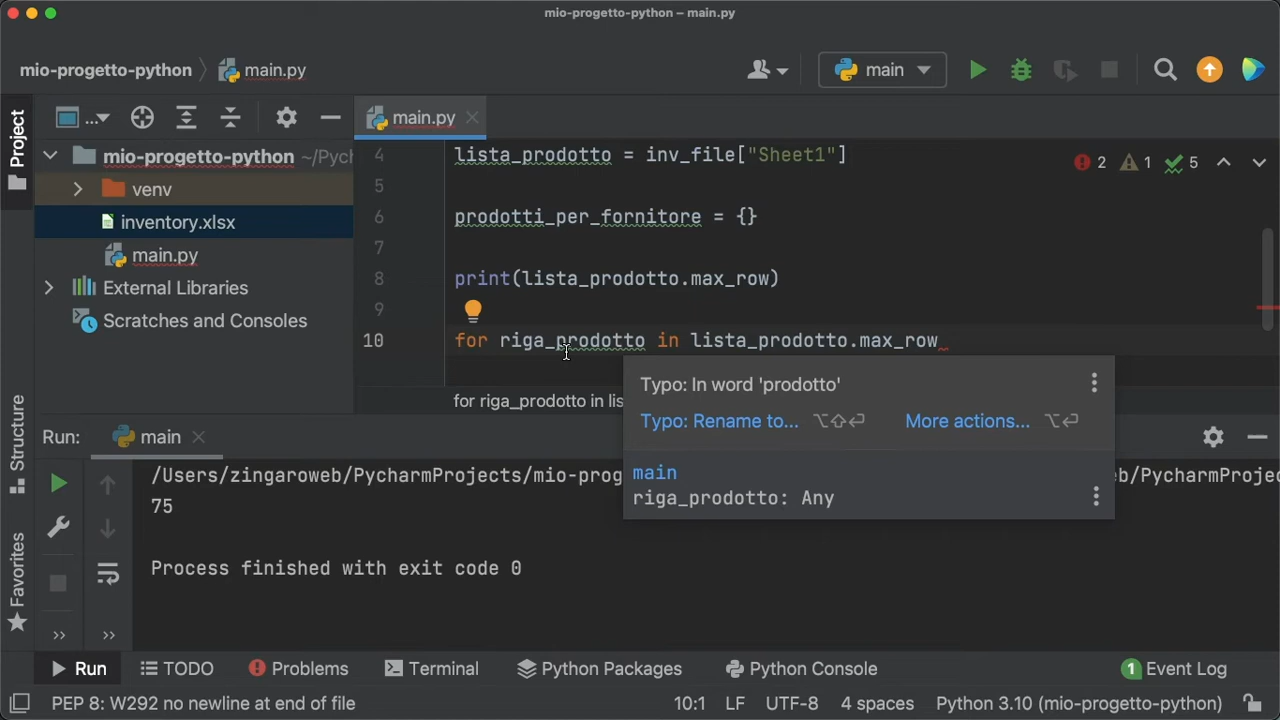 mio-progetto-python – main.py
mio-progetto-python
main.py
main
Project
...
main.py
mio-progetto-python ~/Pych
venv
inventory.xlsx
main.py
External Libraries
Scratches and Consoles
4 lista_prodotto = inv_file["Sheet1"]
2 1 5
5
6 prodotti_per_fornitore = {}
7
8 print(lista_prodotto.max_row)
9
10 for riga_prodotto in lista_prodotto.max_row
for riga_prodotto in lis
Typo: In word 'prodotto'
Typo: Rename to... ⌥⇧⏎ More actions... ⌥⏎
main
riga_prodotto: Any
Run: main
/Users/zingaroweb/PycharmProjects/mio-prog
b/PycharmProje
75
Process finished with exit code 0
Structure
Favorites
Run
TODO
Problems
Terminal
Python Packages
Python Console
1 Event Log
PEP 8: W292 no newline at end of file
10:1 LF UTF-8 4 spaces Python 3.10 (mio-progetto-python)